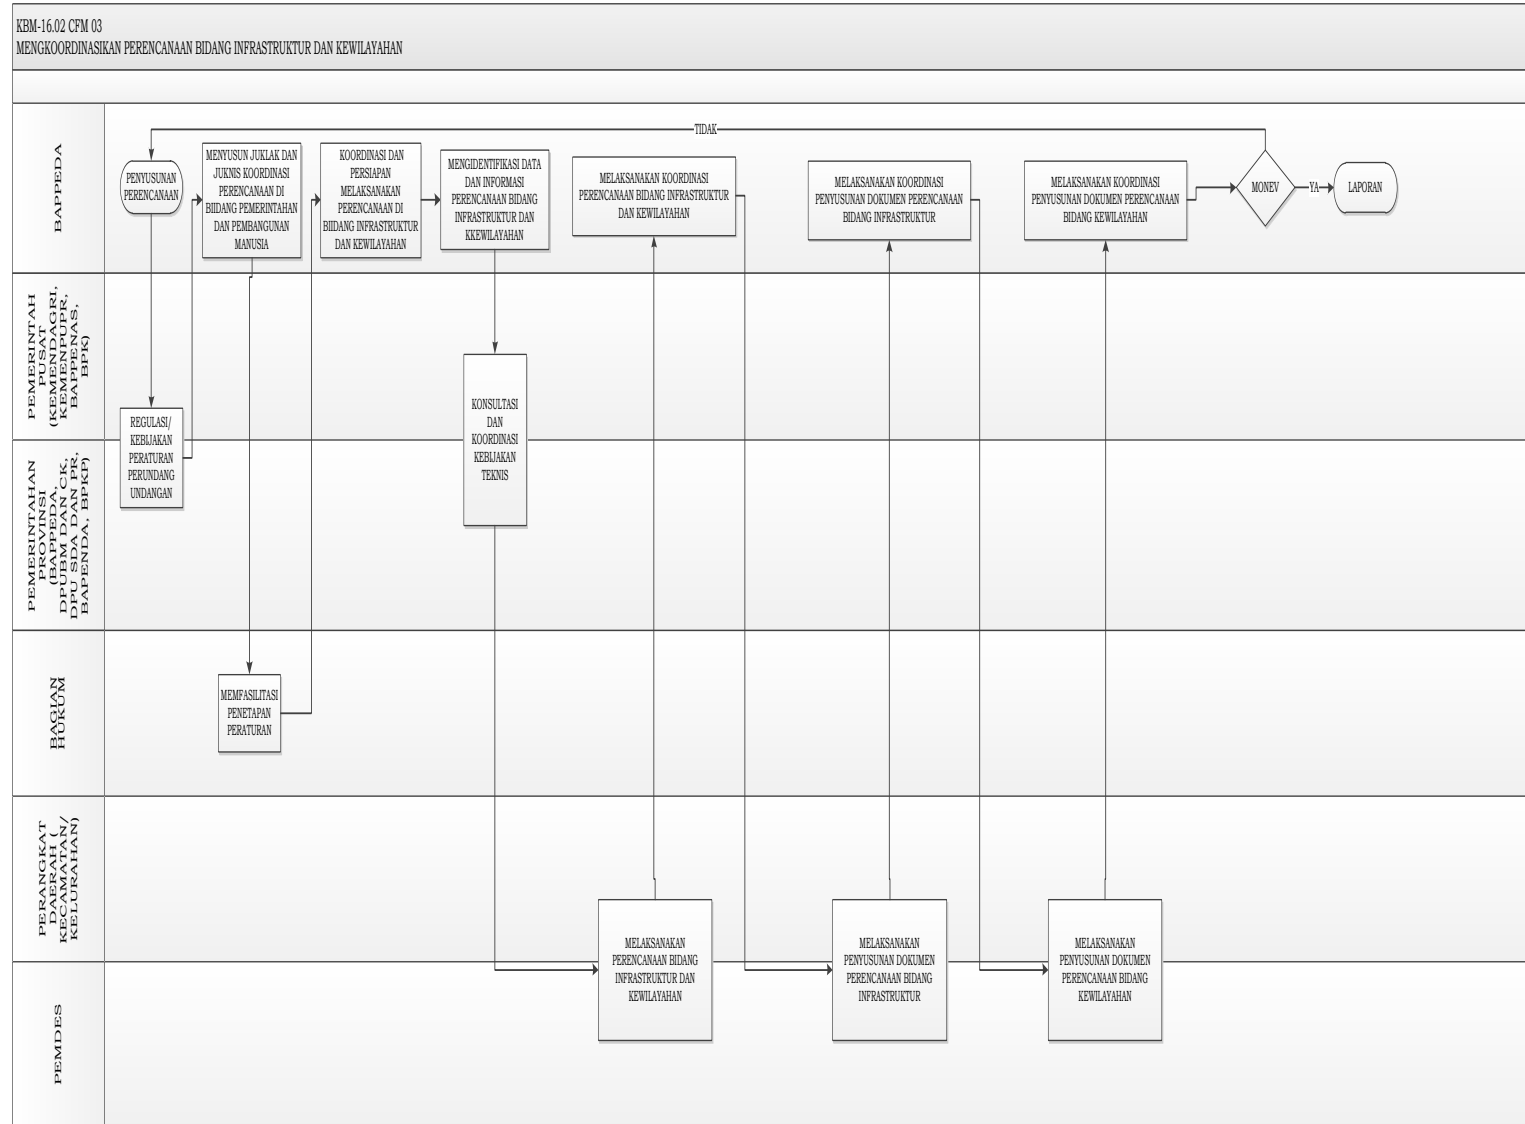 KBM-16.02 CFM 03
MENGKOORDINASIKAN PERENCANAAN BIDANG INFRASTRUKTUR DAN KEWILAYAHAN
BAPPEDA
TIDAK
PENYUSUNAN
PERENCANAAN
MENYUSUN JUKLAK DAN
JUKNIS KOORDINASI
PERENCANAAN DI
BIIDANG PEMERINTAHAN
DAN PEMBANGUNAN
MANUSIA
KOORDINASI DAN
PERSIAPAN
MELAKSANAKAN
PERENCANAAN DI
BIIDANG INFRASTRUKTUR
DAN KEWILAYAHAN
MENGIDENTIFIKASI DATA
DAN INFORMASI
PERENCANAAN BIDANG
INFRASTRUKTUR DAN
KKEWILAYAHAN
MELAKSANAKAN KOORDINASI
PERENCANAAN BIDANG INFRASTRUKTUR
DAN KEWILAYAHAN
MELAKSANAKAN KOORDINASI
PENYUSUNAN DOKUMEN PERENCANAAN
BIDANG INFRASTRUKTUR
MELAKSANAKAN KOORDINASI
PENYUSUNAN DOKUMEN PERENCANAAN
BIDANG KEWILAYAHAN
MONEV
YA
LAPORAN
PEMERINTAH
PUSAT
(KEMENDAGRI,
KEMENPUPR,
BAPPENAS,
BPK)
REGULASI/
KEBIJAKAN
PERATURAN
PERUNDANG
UNDANGAN
KONSULTASI
DAN
KOORDINASI
KEBIJAKAN
TEKNIS
PEMERINTAHAN
PROVINSI
(BAPPEDA,
DPUBM DAN CK,
DPU SDA DAN PR,
BAPENDA, BPKP)
BAGIAN
HUKUM
MEMFASILITASI
PENETAPAN
PERATURAN
PERANGKAT
DAERAH (
KECAMATAN/
KELURAHAN)
MELAKSANAKAN
PERENCANAAN BIDANG
INFRASTRUKTUR DAN
KEWILAYAHAN
MELAKSANAKAN
PENYUSUNAN DOKUMEN
PERENCANAAN BIDANG
INFRASTRUKTUR
MELAKSANAKAN
PENYUSUNAN DOKUMEN
PERENCANAAN BIDANG
KEWILAYAHAN
PEMDES